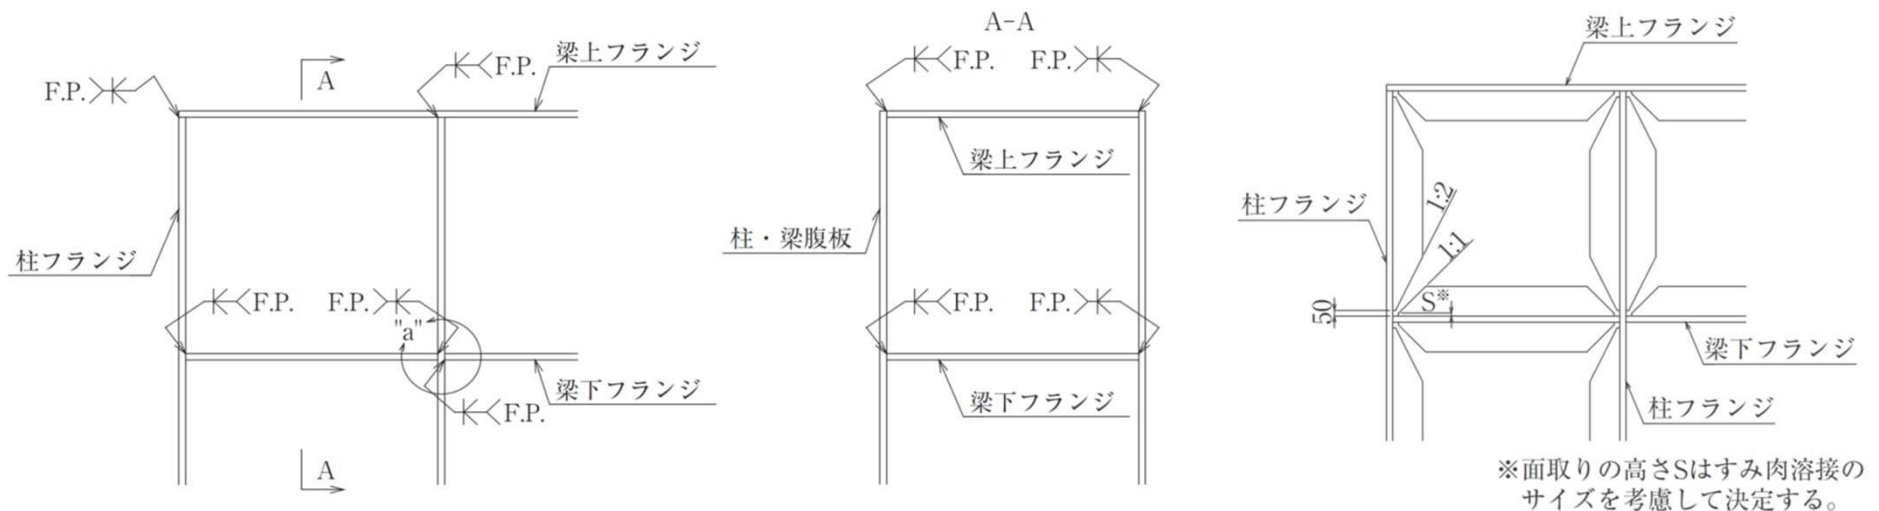 F.P.
A
F.P.
梁上フランジ
柱フランジ
F.P.
F.P.
"a"
梁下フランジ
F.P.
A
A-A
F.P.
F.P.
梁上フランジ
柱・梁腹板
F.P.
F.P.
梁下フランジ
梁上フランジ
柱フランジ
1:2
1:1
S※
50
梁下フランジ
柱フランジ
※面取りの高さSはすみ肉溶接の
サイズを考慮して決定する。